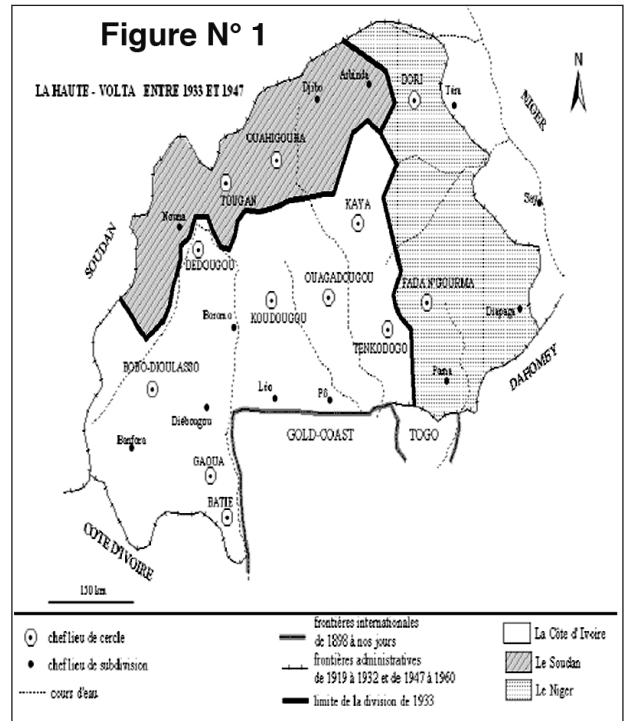 Figure N° 1
LA HAUTE - VOLTA ENTRE 1933 ET 1947
N
Djibo
Aribinda
DORI
Téra
NIGER
OUAHIGOUYA
TOUGAN
Nouna
SOUDAN
KAYA
Say
DEDOUGOU
OUAGADOUGOU
FADA N'GOURMA
KOUDOUGOU
Boromo
Diapaga
TENKODOGO
BOBO-DIOULASSO
DAHOMEY
Pama
Léo
Pô
Diébougou
GOLD-COAST
TOGO
Banfora
GAOUA
BATIE
COTE D'IVOIRE
150 km
chef lieu de cercle
chef lieu de subdivision
cours d'eau
frontières internationales
de 1898 à nos jours
frontières administratives
de 1919 à 1932 et de 1947 à 1960
limite de la division de 1933
La Côte d'Ivoire
Le Soudan
Le Niger